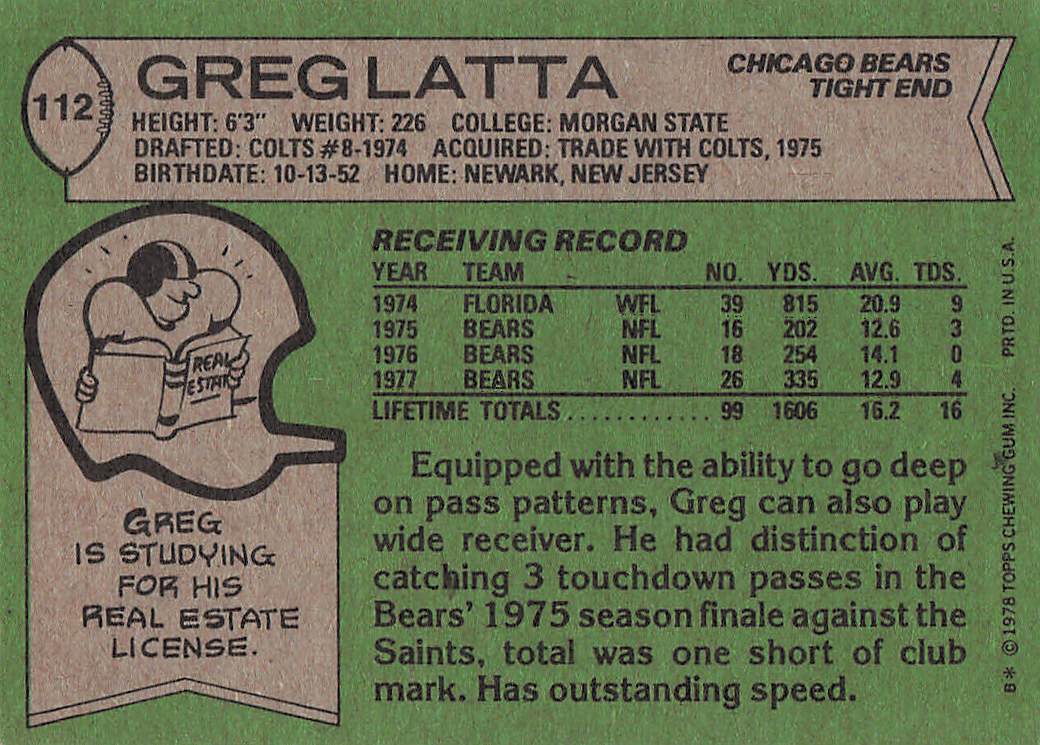 112
GREG LATTA
CHICAGO BEARS
TIGHT END
HEIGHT: 6'3" WEIGHT: 226 COLLEGE: MORGAN STATE
DRAFTED: COLTS #8-1974 ACQUIRED: TRADE WITH COLTS, 1975
BIRTHDATE: 10-13-52 HOME: NEWARK, NEW JERSEY
REAL
ESTATE
GREG
IS STUDYING
FOR HIS
REAL ESTATE
LICENSE.
RECEIVING RECORD
YEAR TEAM NO. YDS. AVG. TDS.
1974 FLORIDA WFL 39 815 20.9 9
1975 BEARS NFL 16 202 12.6 3
1976 BEARS NFL 18 254 14.1 0
1977 BEARS NFL 26 335 12.9 4
LIFETIME TOTALS............ 99 1606 16.2 16
Equipped with the ability to go deep
on pass patterns, Greg can also play
wide receiver. He had distinction of
catching 3 touchdown passes in the
Bears' 1975 season finale against the
Saints, total was one short of club
mark. Has outstanding speed.
B* © 1978 TOPPS CHEWING GUM INC. PRTD. IN U.S.A.